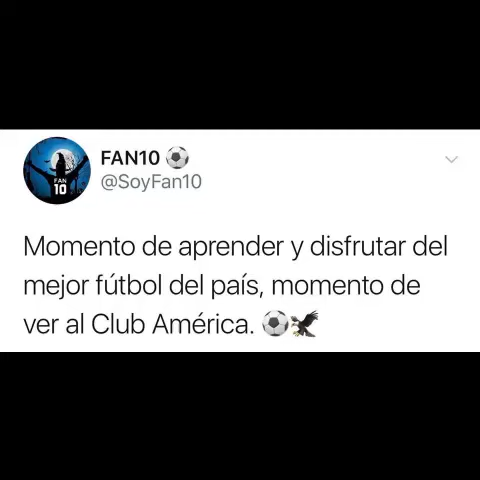 FAN10 ⚽
@SoyFan10
FAN
10
Momento de aprender y disfrutar del
mejor fútbol del país, momento de
ver al Club América. ⚽🦅